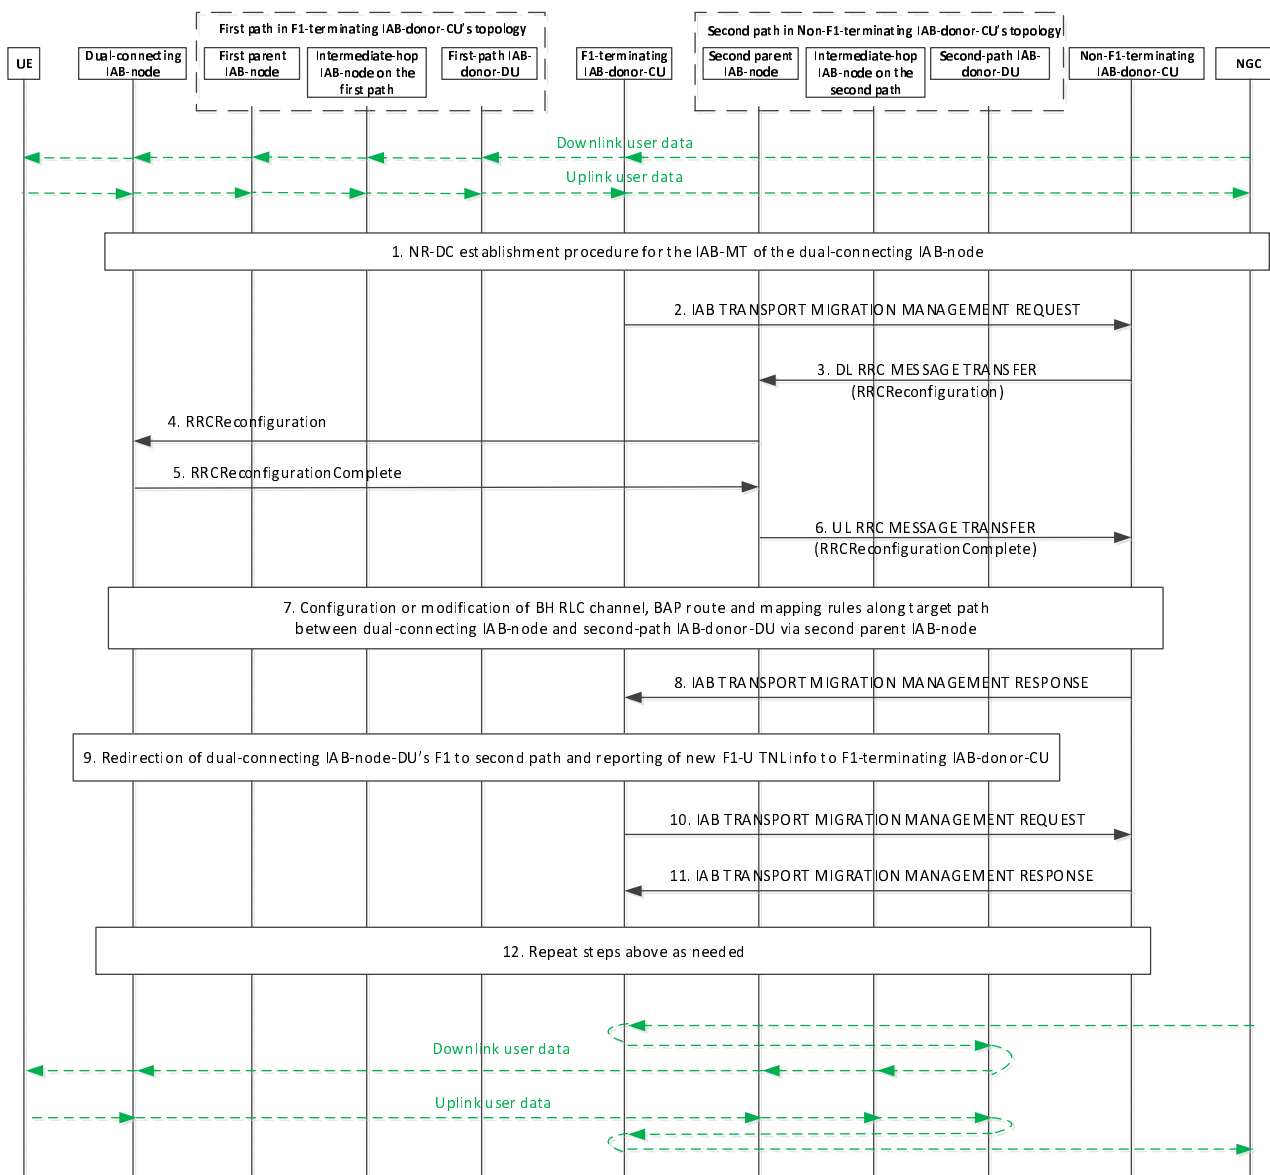 First path in F1-terminating IAB-donor-CU's topology
Second path in Non-F1-terminating IAB-donor-CU's topology
UE
Dual-connecting
IAB-node
First parent
IAB-node
Intermediate-hop
IAB-node on the
first path
First-path IAB-
donor-DU
F1-terminating
IAB-donor-CU
Second parent
IAB-node
Intermediate-hop
IAB-node on the
second path
Second-path IAB-
donor-DU
Non-F1-terminating
IAB-donor-CU
NGC
Downlink user data
Uplink user data
1. NR-DC establishment procedure for the IAB-MT of the dual-connecting IAB-node
2. IAB TRANSPORT MIGRATION MANAGEMENT REQUEST
3. DL RRC MESSAGE TRANSFER
(RRCReconfiguration)
4. RRCReconfiguration
5. RRCReconfigurationComplete
6. UL RRC MESSAGE TRANSFER
(RRCReconfigurationComplete)
7. Configuration or modification of BH RLC channel, BAP route and mapping rules along target path
between dual-connecting IAB-node and second-path IAB-donor-DU via second parent IAB-node
8. IAB TRANSPORT MIGRATION MANAGEMENT RESPONSE
9. Redirection of dual-connecting IAB-node-DU's F1 to second path and reporting of new F1-U TNL info to F1-terminating IAB-donor-CU
10. IAB TRANSPORT MIGRATION MANAGEMENT REQUEST
11. IAB TRANSPORT MIGRATION MANAGEMENT RESPONSE
12. Repeat steps above as needed
Downlink user data
Uplink user data